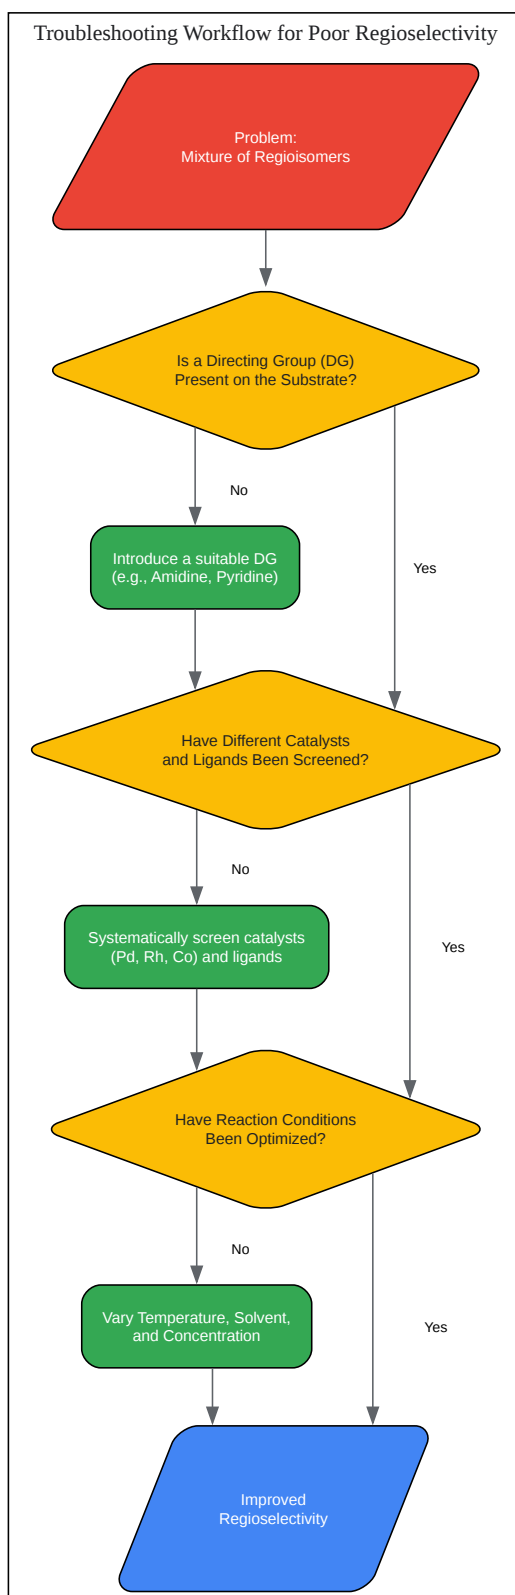 Troubleshooting Workflow for Poor Regioselectivity
Problem:
Mixture of Regioisomers
Is a Directing Group (DG)
Present on the Substrate?
No
Yes
Introduce a suitable DG
(e.g., Amidine, Pyridine)
Have Different Catalysts
and Ligands Been Screened?
No
Yes
Systematically screen catalysts
(Pd, Rh, Co) and ligands
Have Reaction Conditions
Been Optimized?
No
Yes
Vary Temperature, Solvent,
and Concentration
Improved
Regioselectivity